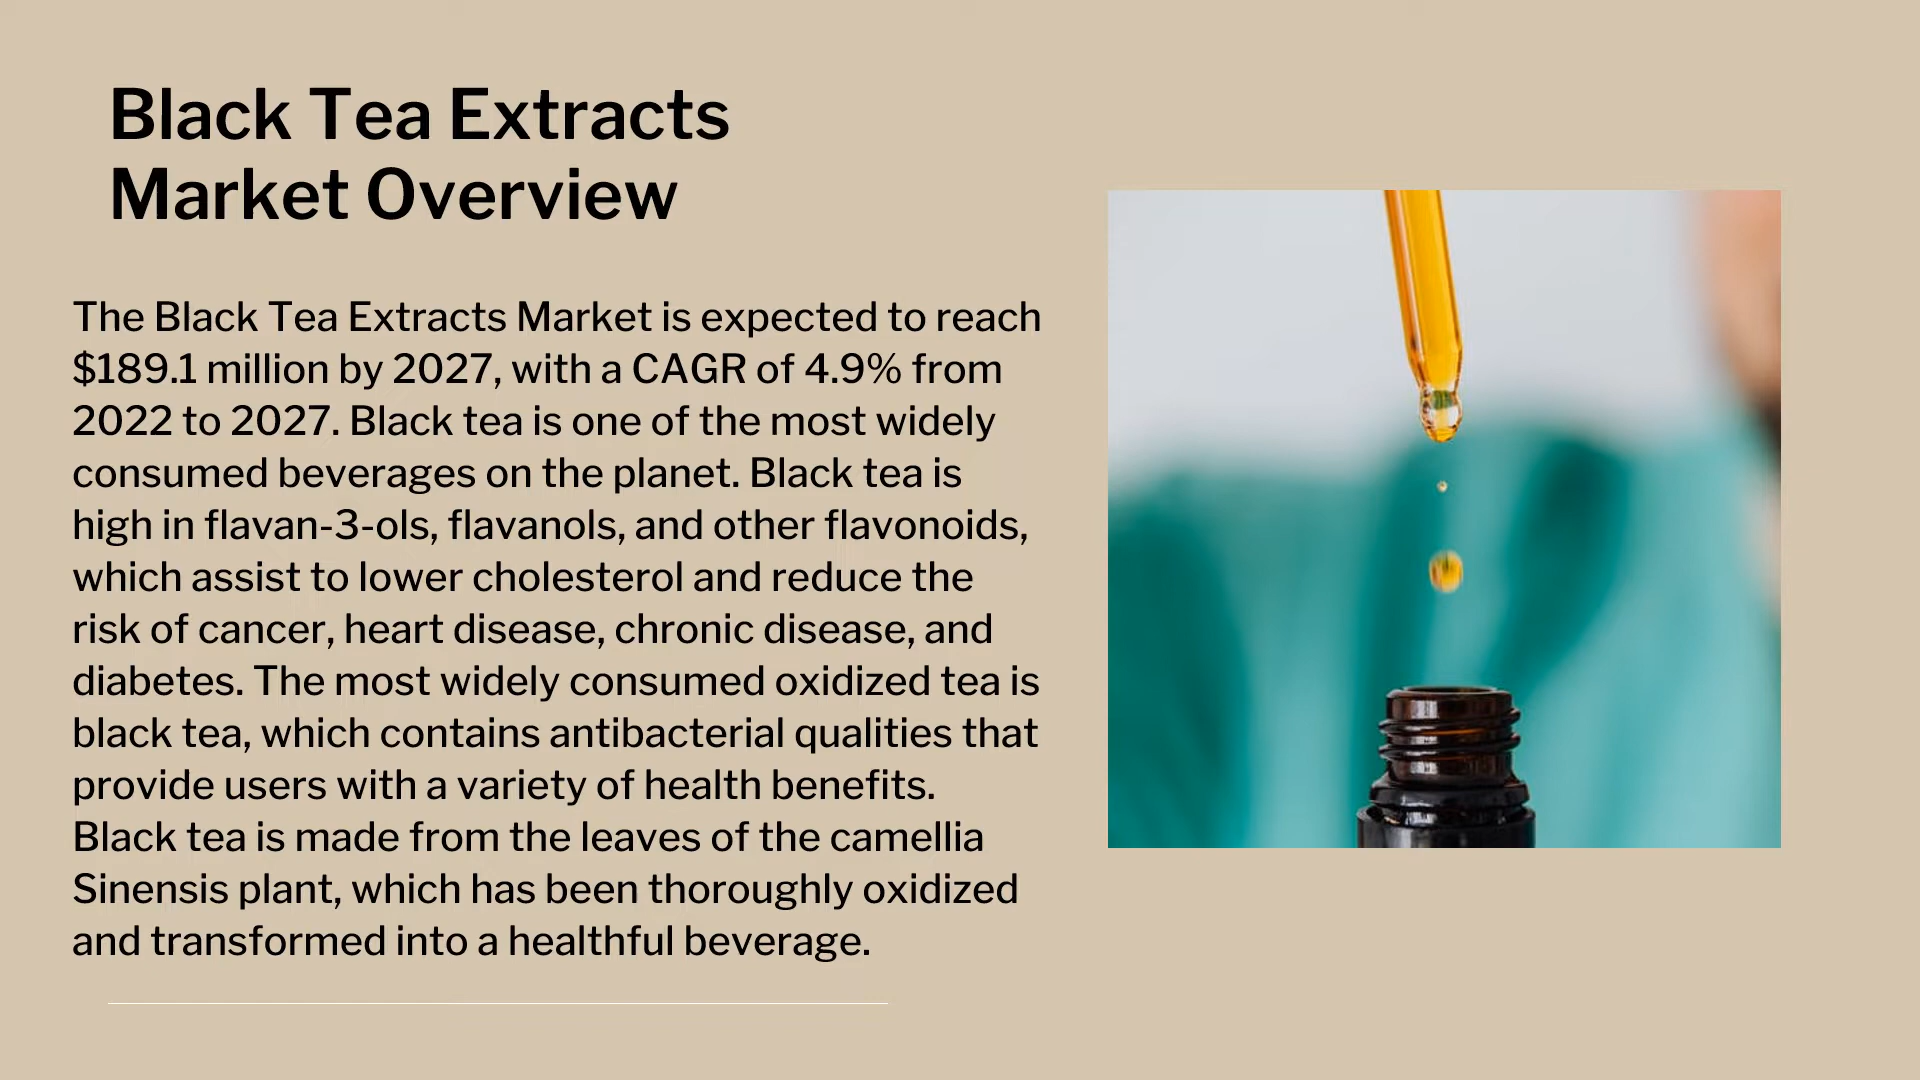 Black Tea Extracts
Market Overview
The Black Tea Extracts Market is expected to reach
$189.1 million by 2027, with a CAGR of 4.9% from
2022 to 2027. Black tea is one of the most widely
consumed beverages on the planet. Black tea is
high in flavan-3-ols, flavanols, and other flavonoids,
which assist to lower cholesterol and reduce the
risk of cancer, heart disease, chronic disease, and
diabetes. The most widely consumed oxidized tea is
black tea, which contains antibacterial qualities that
provide users with a variety of health benefits.
Black tea is made from the leaves of the camellia
Sinensis plant, which has been thoroughly oxidized
and transformed into a healthful beverage.